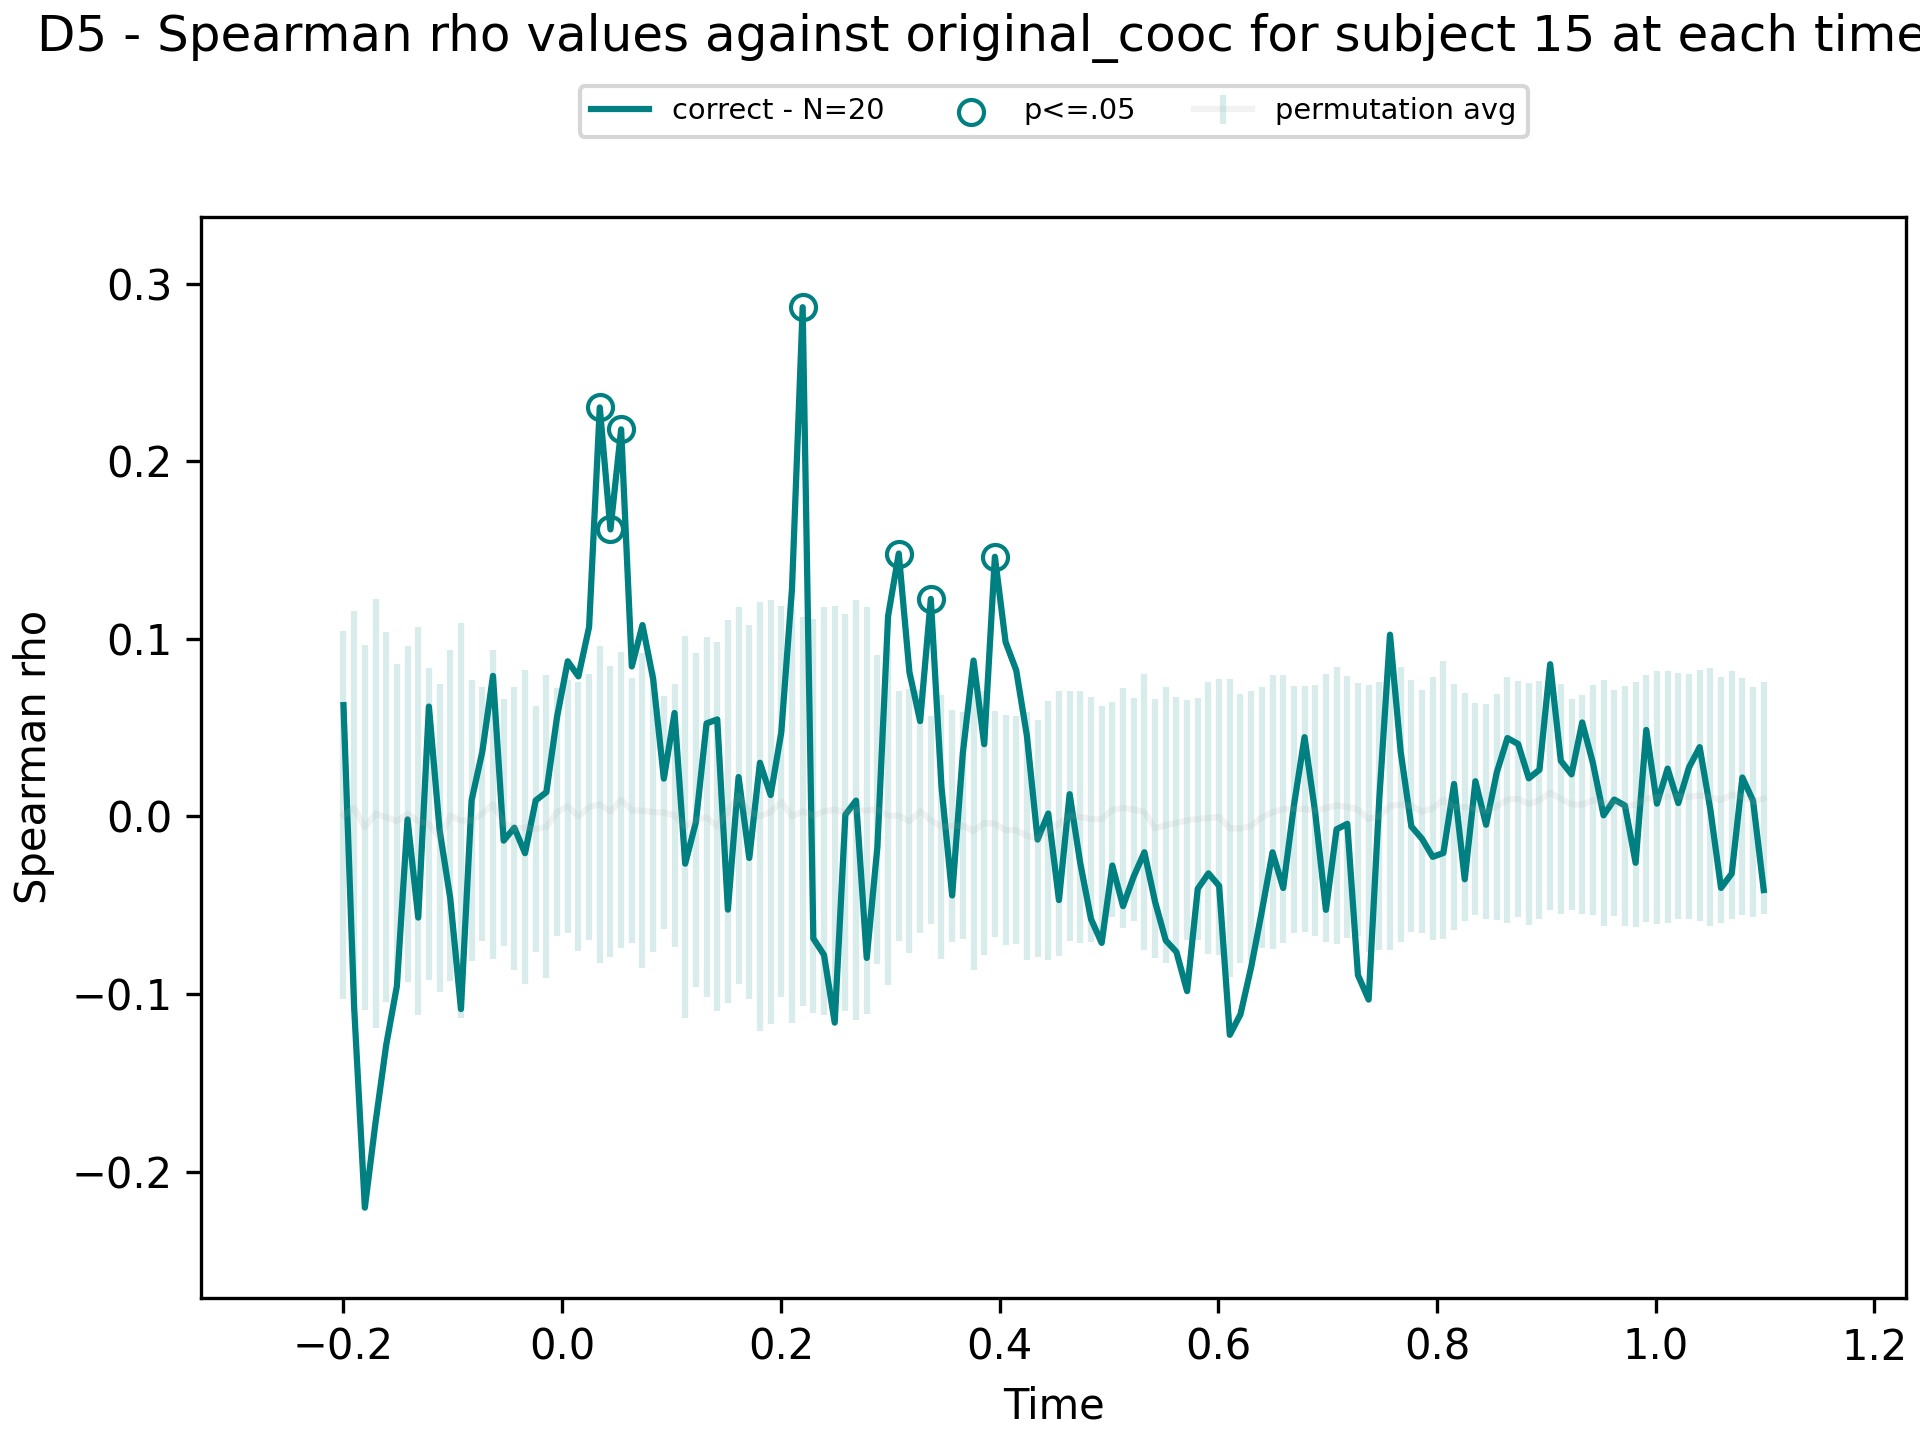 D5 - Spearman rho values against original_cooc for subject 15 at each time
correct - N=20 p<=.05 permutation avg
Spearman rho
0.3
0.2
0.1
0.0
−0.1
−0.2
−0.2 0.0 0.2 0.4 0.6 0.8 1.0 1.2
Time